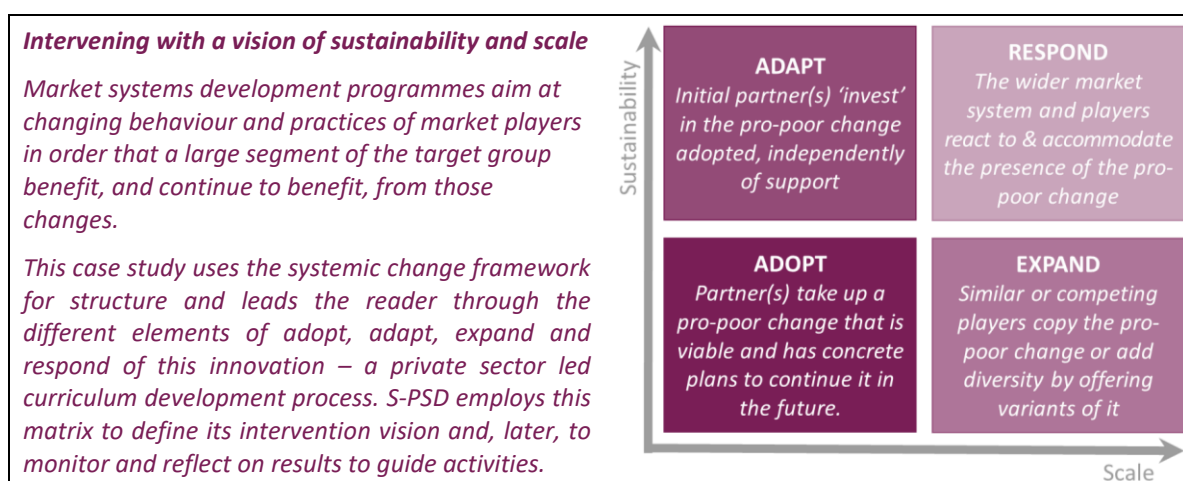 Intervening with a vision of sustainability and scale
Market systems development programmes aim at
changing behaviour and practices of market players
in order that a large segment of the target group
benefit, and continue to benefit, from those
changes.
This case study uses the systemic change framework
for structure and leads the reader through the
different elements of adopt, adapt, expand and
respond of this innovation – a private sector led
curriculum development process. S-PSD employs this
matrix to define its intervention vision and, later, to
monitor and reflect on results to guide activities.
Sustainability
ADAPT
Initial partner(s) ‘invest’
in the pro-poor change
adopted, independently
of support
RESPOND
The wider market
system and players
react to & accommodate
the presence of the pro-
poor change
ADOPT
Partner(s) take up a
pro-poor change that is
viable and has concrete
plans to continue it in
the future.
EXPAND
Similar or competing
players copy the pro-
poor change or add
diversity by offering
variants of it
Scale